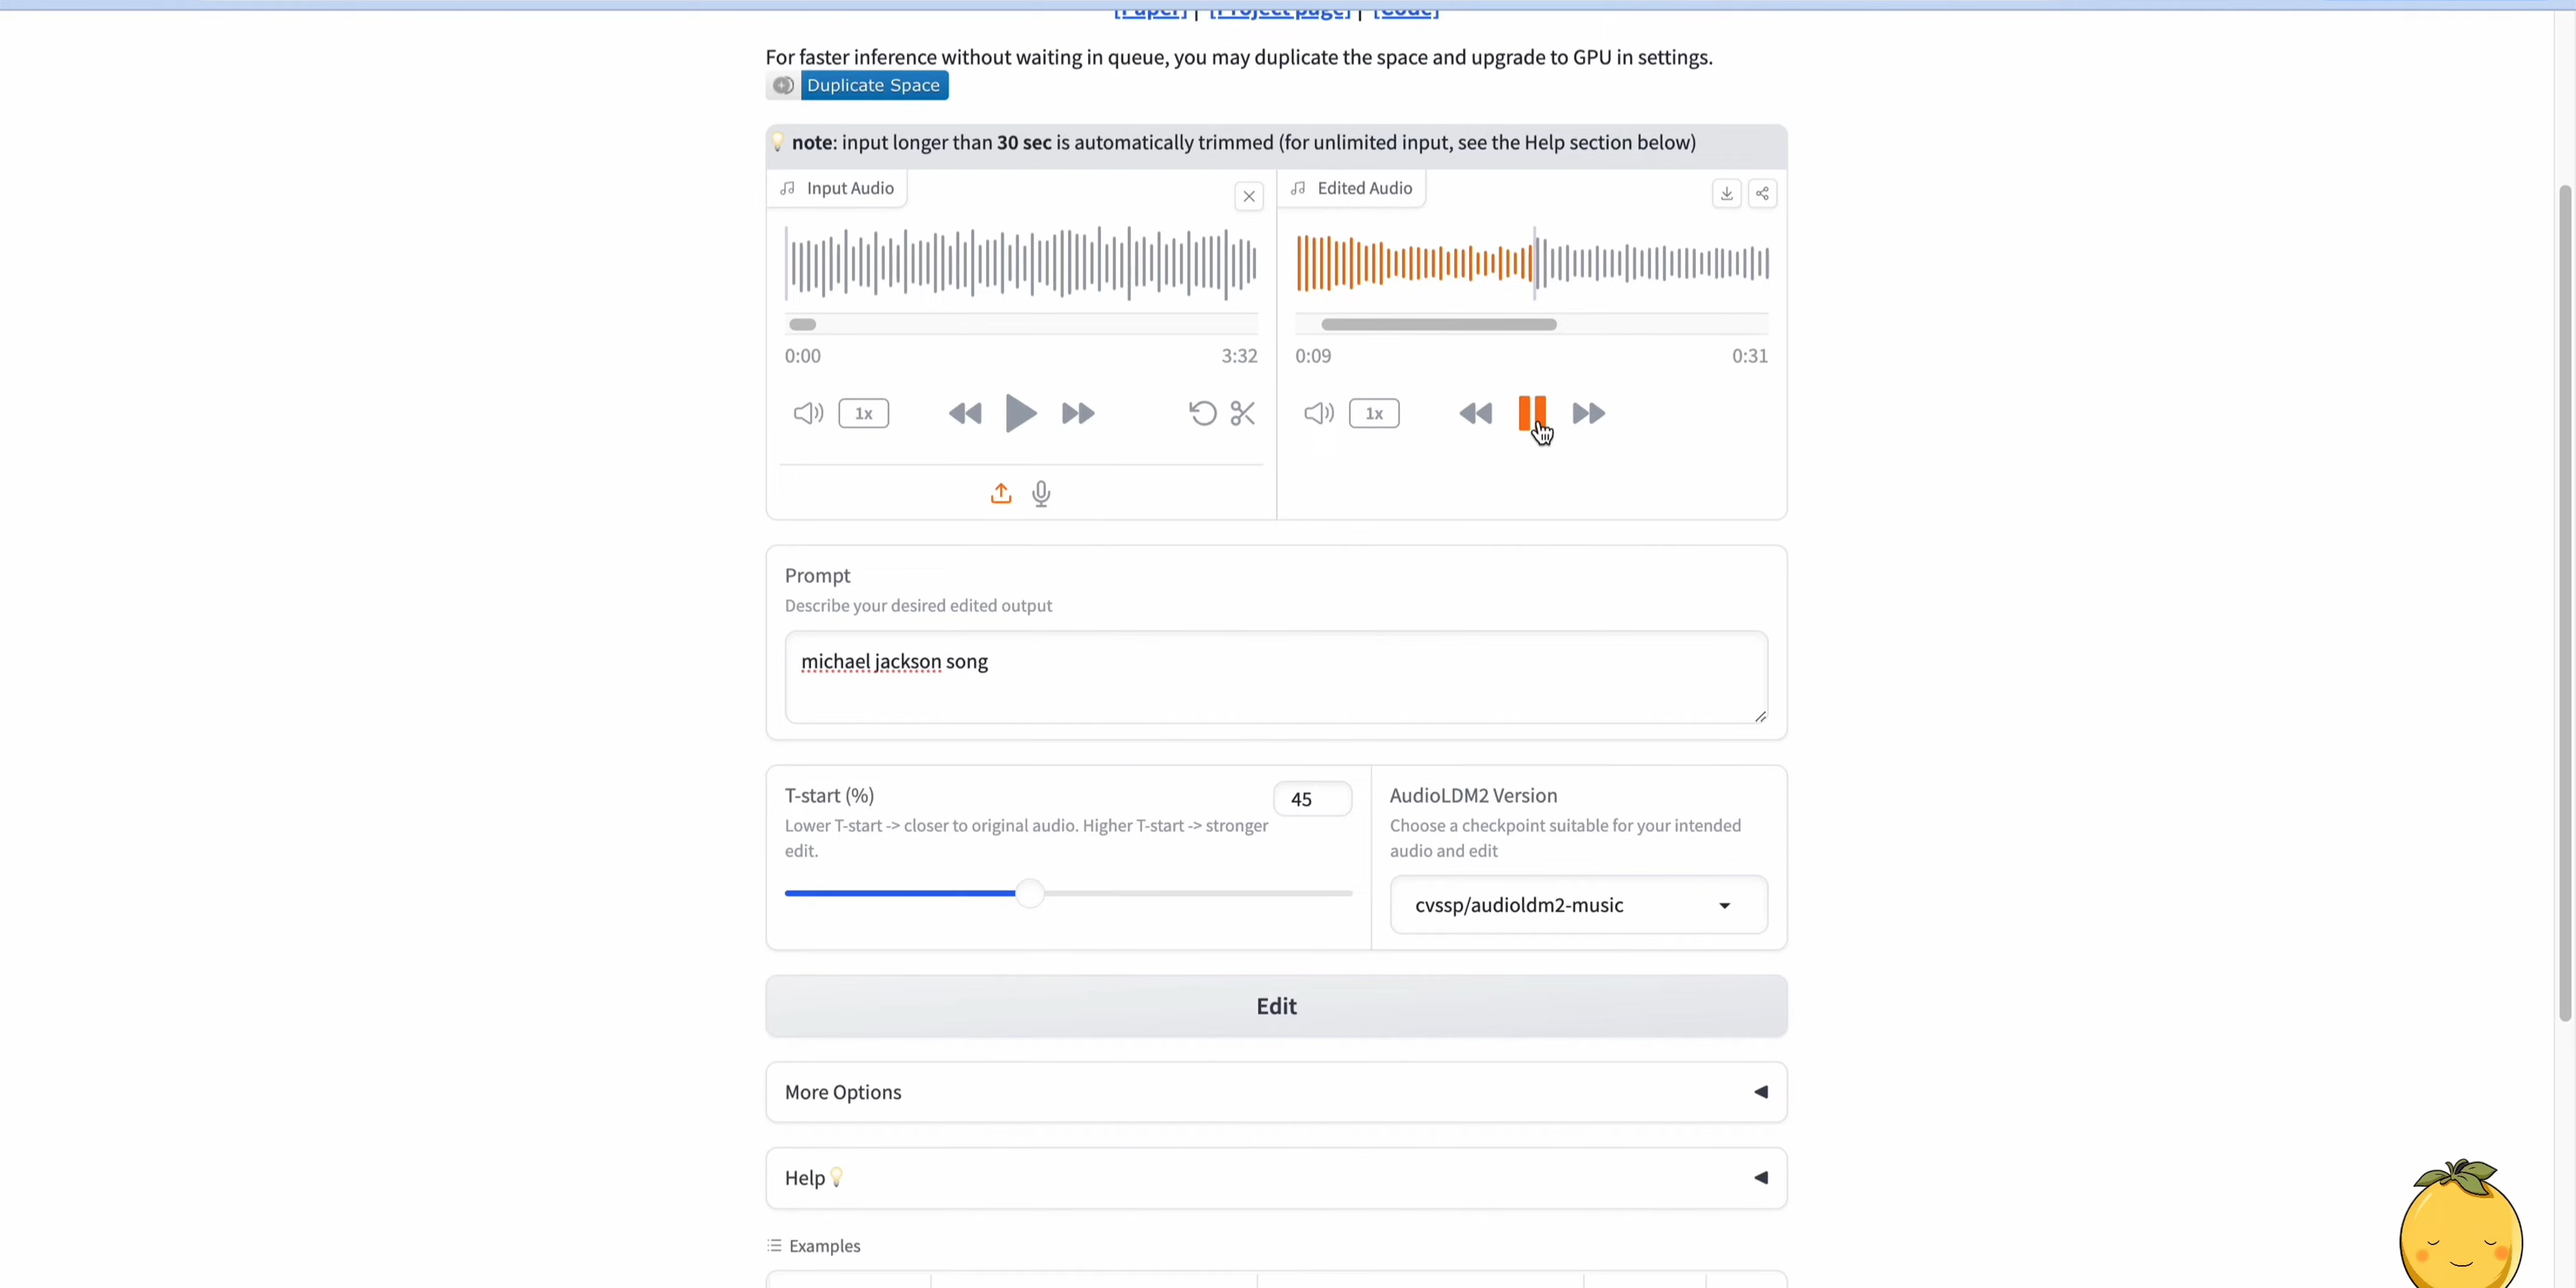 [Paper] | [Project page] | [Code]
For faster inference without waiting in queue, you may duplicate the space and upgrade to GPU in settings.
Duplicate Space
note: input longer than 30 sec is automatically trimmed (for unlimited input, see the Help section below)
Input Audio
Edited Audio
0:00
3:32
0:09
0:31
1x
1x
Prompt
Describe your desired edited output
michael jackson song
T-start (%)
45
Lower T-start -> closer to original audio. Higher T-start -> stronger
edit.
AudioLDM2 Version
Choose a checkpoint suitable for your intended
audio and edit
cvssp/audioldm2-music
Edit
More Options
Help
Examples